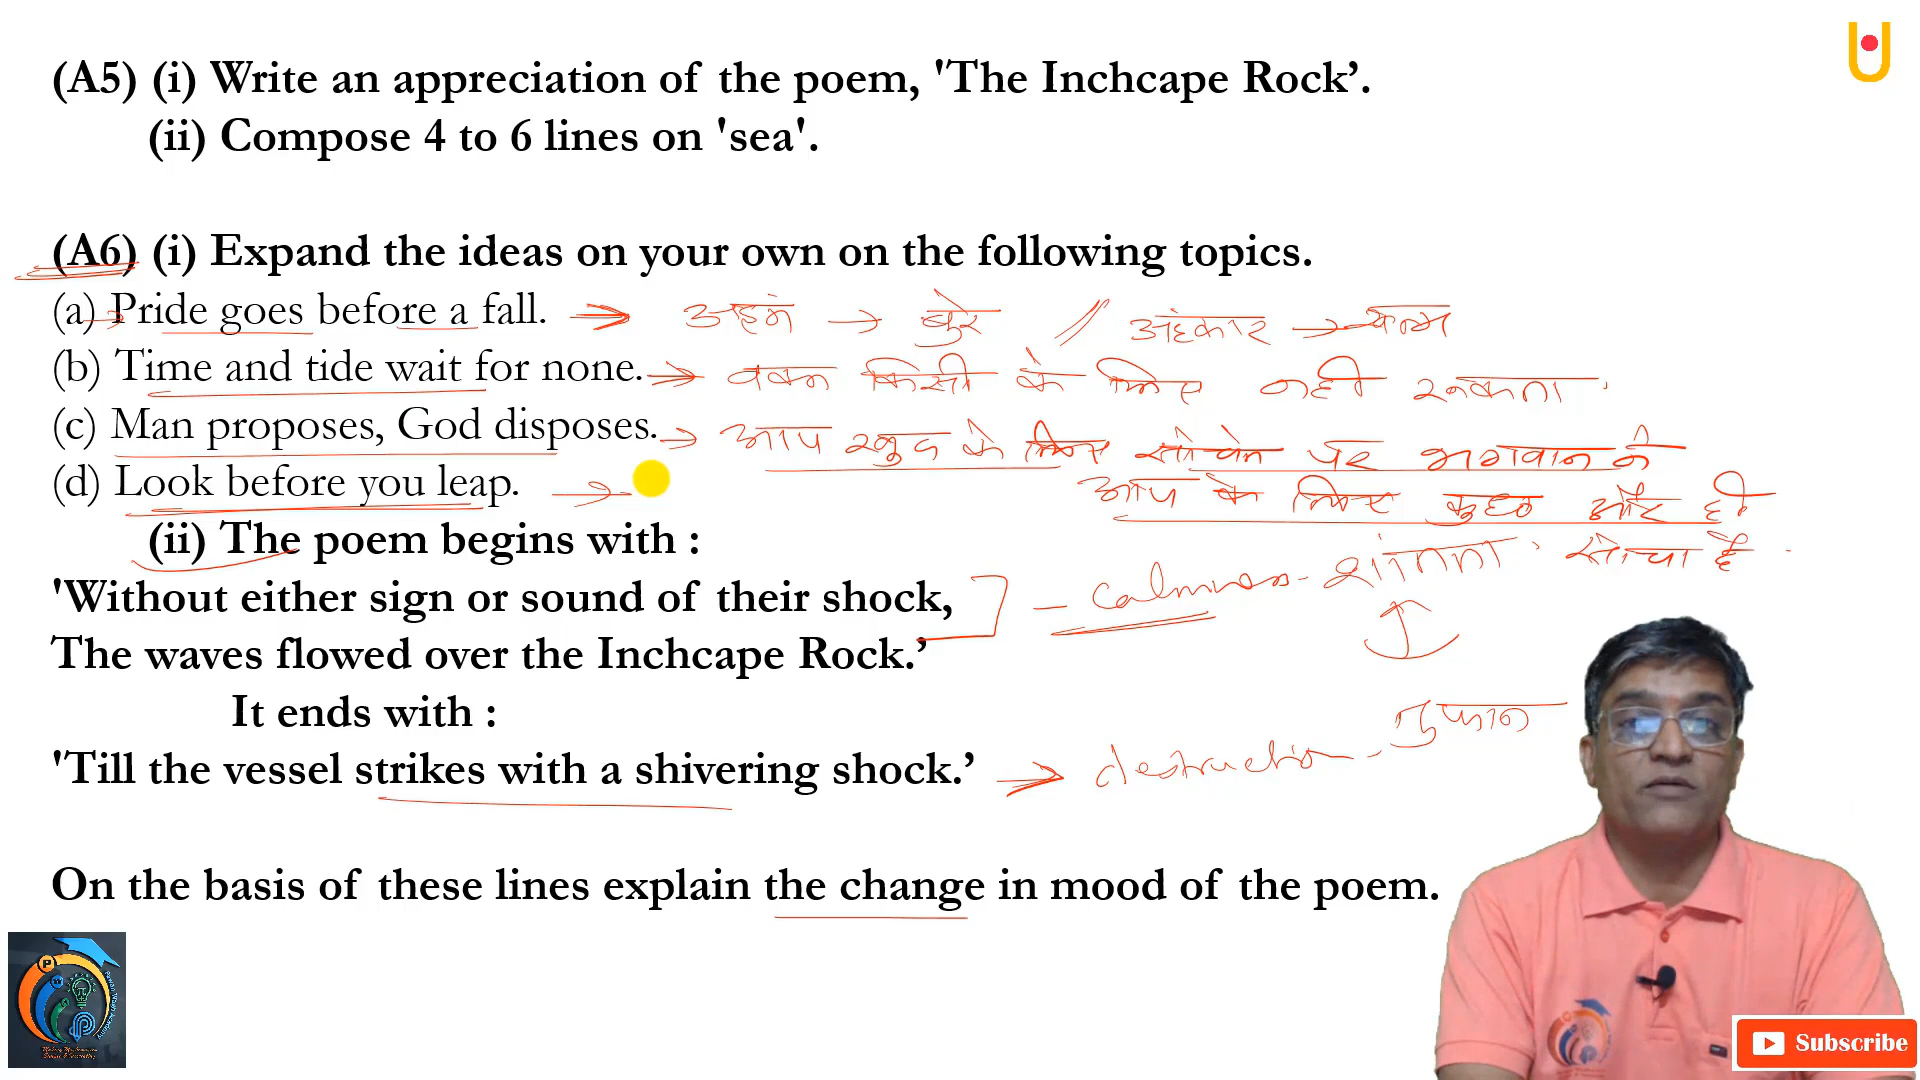 (A5) (i) Write an appreciation of the poem, 'The Inchcape Rock’.
(ii) Compose 4 to 6 lines on 'sea'.
(A6) (i) Expand the ideas on your own on the following topics.
(a) Pride goes before a fall. → अहम → बुरे // अहंकार →
(b) Time and tide wait for none. → वक्त किसी के लिए नही रुकता.
(c) Man proposes, God disposes. → आप खुद के लिए सोचेते पर भगवान ने
(d) Look before you leap. → आप के लिए कुछ और ही
सोचा है.
(ii) The poem begins with :
'Without either sign or sound of their shock, - calmness - शांतता
The waves flowed over the Inchcape Rock.’
It ends with :
'Till the vessel strikes with a shivering shock.’ → destruction - तुफान
On the basis of these lines explain the change in mood of the poem.
Subscribe